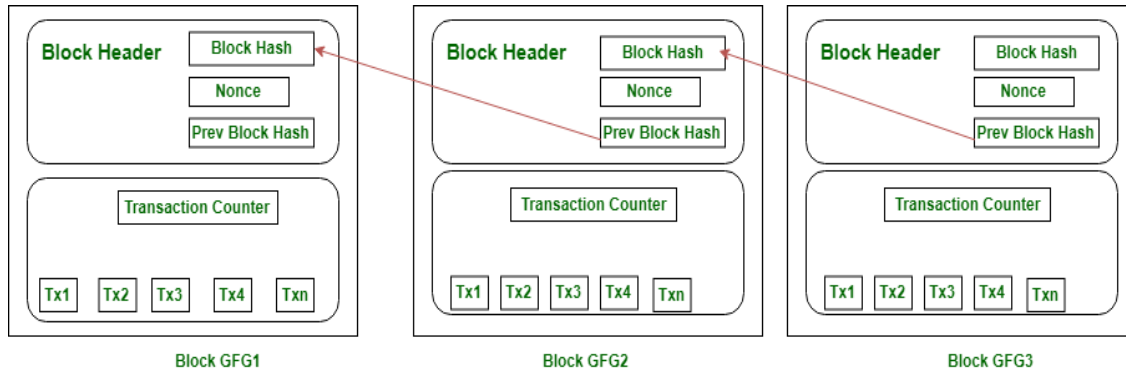 Block Header
Block Hash
Nonce
Prev Block Hash
Transaction Counter
Tx1 Tx2 Tx3 Tx4 Txn
Block GFG1
Block Header
Block Hash
Nonce
Prev Block Hash
Transaction Counter
Tx1 Tx2 Tx3 Tx4 Txn
Block GFG2
Block Header
Block Hash
Nonce
Prev Block Hash
Transaction Counter
Tx1 Tx2 Tx3 Tx4 Txn
Block GFG3